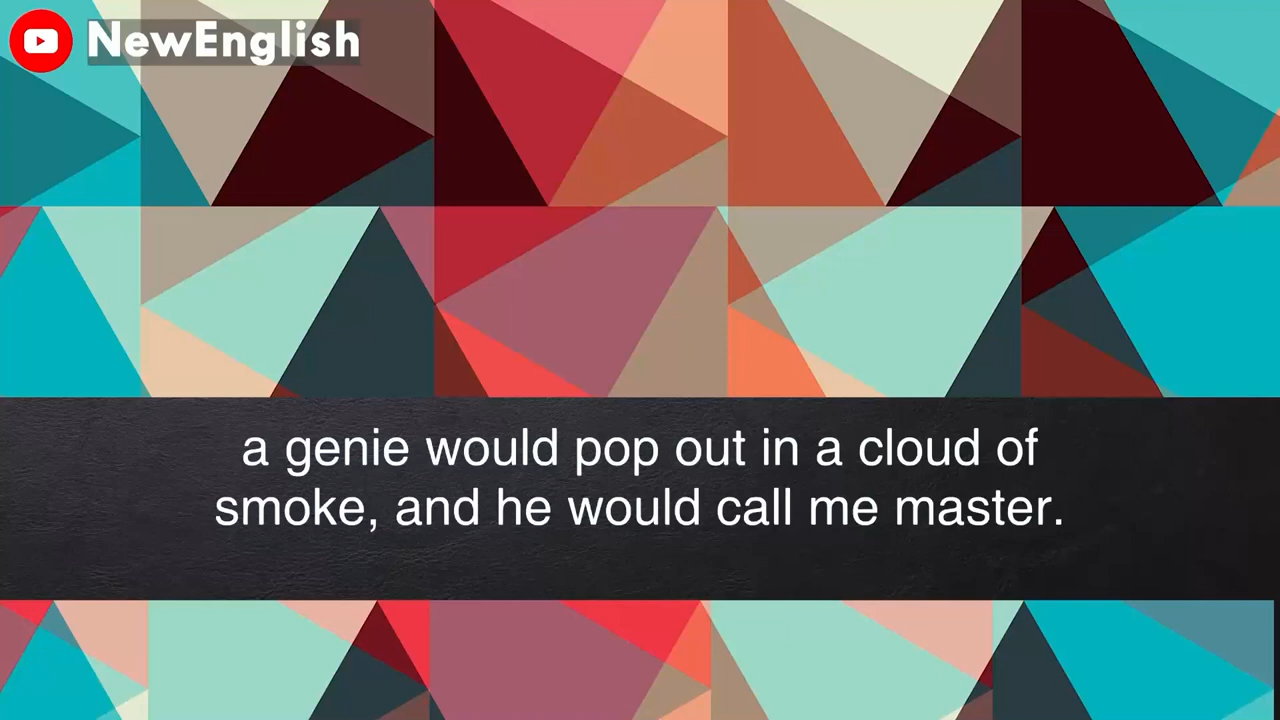 NewEnglish
a genie would pop out in a cloud of
smoke, and he would call me master.